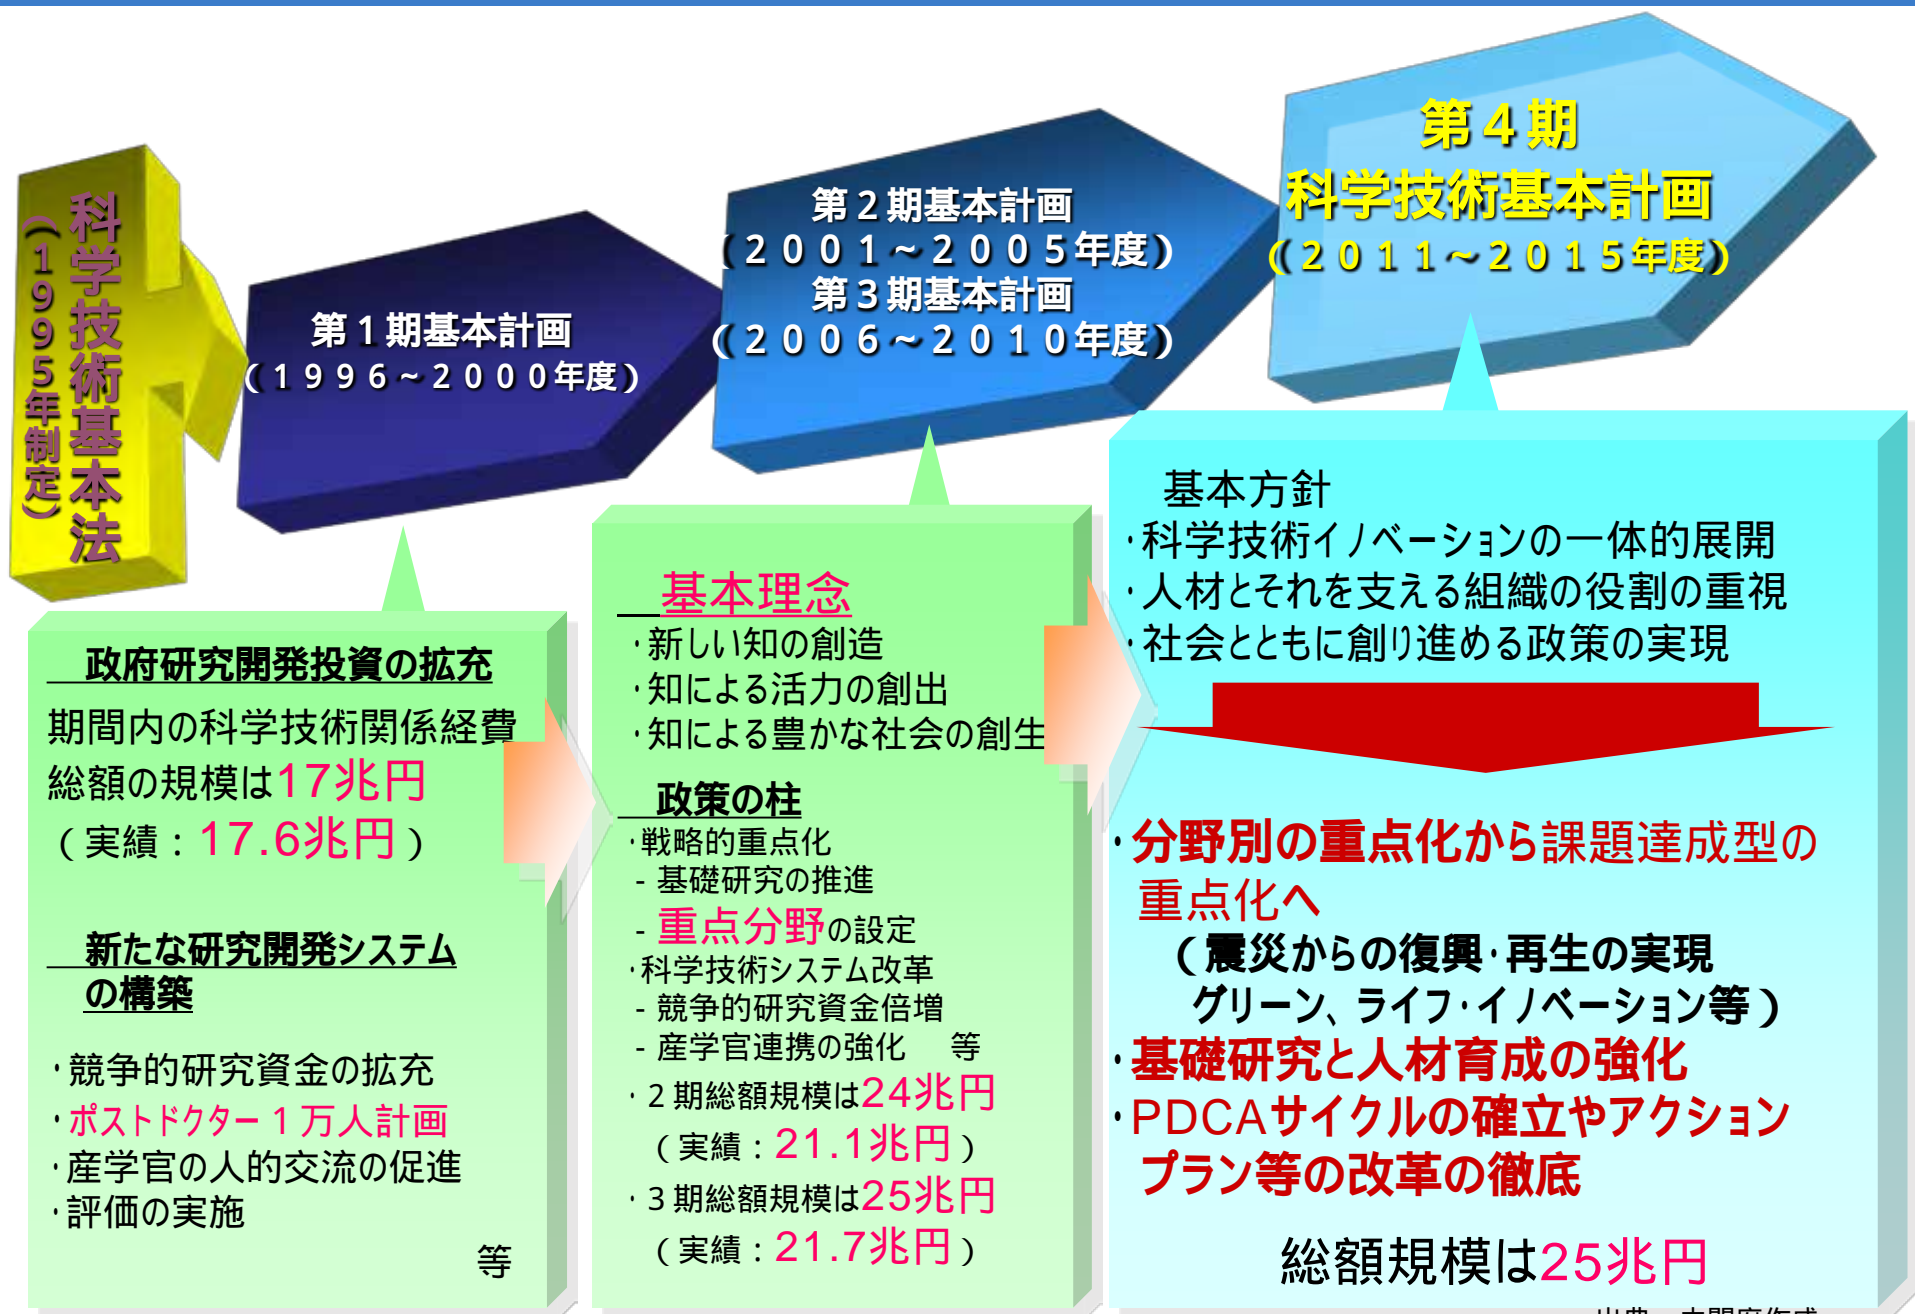 科学技術基本法
(1995年制定)
第1期基本計画
(1996~2000年度)
第2期基本計画
(2001~2005年度)
第3期基本計画
(2006~2010年度)
第4期
科学技術基本計画
(2011~2015年度)
政府研究開発投資の拡充
期間内の科学技術関係経費
総額の規模は17兆円
(実績:17.6兆円)
新たな研究開発システム
の構築
・競争的研究資金の拡充
・ポストドクター1万人計画
・産学官の人的交流の促進
・評価の実施
等
基本理念
・新しい知の創造
・知による活力の創出
・知による豊かな社会の創生
政策の柱
・戦略的重点化
- 基礎研究の推進
- 重点分野の設定
・科学技術システム改革
- 競争的研究資金倍増
- 産学官連携の強化 等
・2期総額規模は24兆円
(実績:21.1兆円)
・3期総額規模は25兆円
(実績:21.7兆円)
基本方針
・科学技術イノベーションの一体的展開
・人材とそれを支える組織の役割の重視
・社会とともに創り進める政策の実現
・分野別の重点化から課題達成型の
重点化へ
(震災からの復興・再生の実現
グリーン、ライフ・イノベーション等)
・基礎研究と人材育成の強化
・PDCAサイクルの確立やアクション
プラン等の改革の徹底
総額規模は25兆円